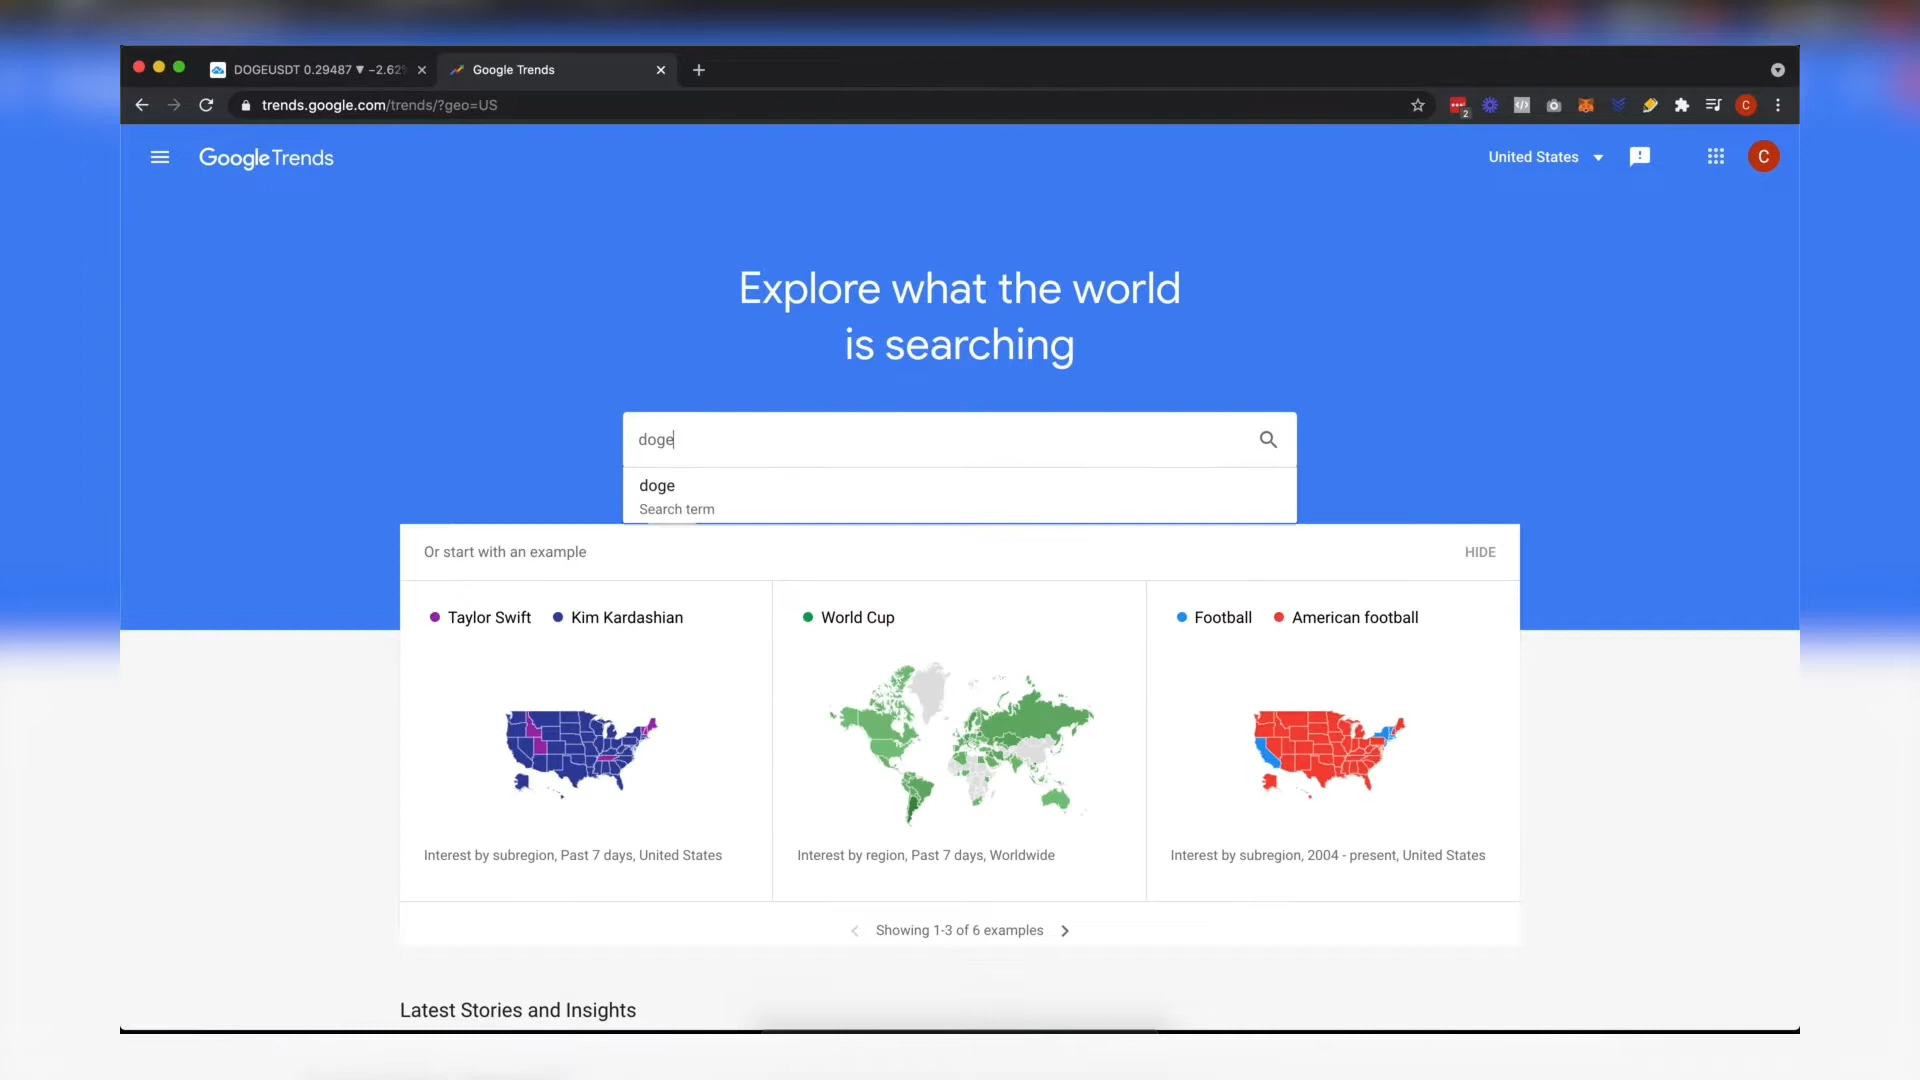 DOGEUSDT 0.29487 ▼ −2.62%
Google Trends
trends.google.com/trends/?geo=US
2
C
Google Trends
United States
C
Explore what the world
is searching
doge
doge
Search term
Or start with an example
HIDE
Taylor Swift
Kim Kardashian
World Cup
Football
American football
Interest by subregion, Past 7 days, United States
Interest by region, Past 7 days, Worldwide
Interest by subregion, 2004 - present, United States
Showing 1-3 of 6 examples
Latest Stories and Insights